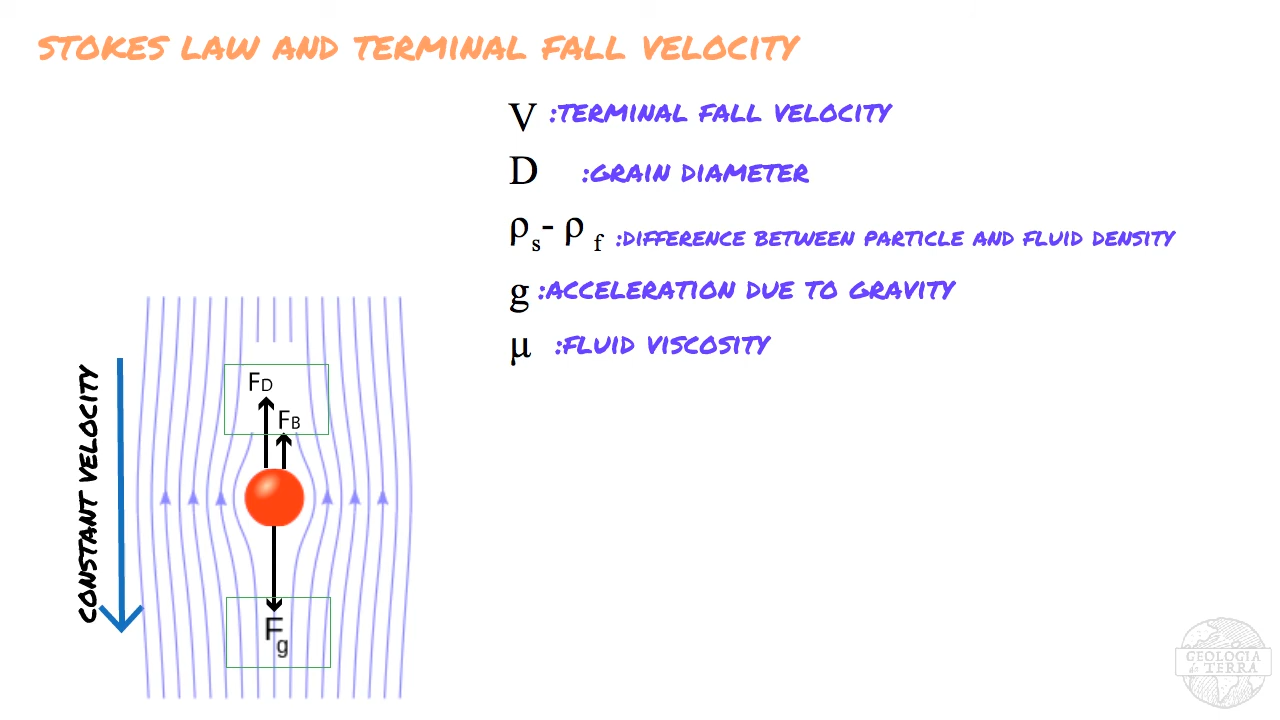 STOKES LAW AND TERMINAL FALL VELOCITY
V :TERMINAL FALL VELOCITY
D :GRAIN DIAMETER
ρs- ρf :DIFFERENCE BETWEEN PARTICLE AND FLUID DENSITY
g :ACCELERATION DUE TO GRAVITY
μ :FLUID VISCOSITY
CONSTANT VELOCITY
FD
FB
Fg
GEOLOGIA
da TERRA